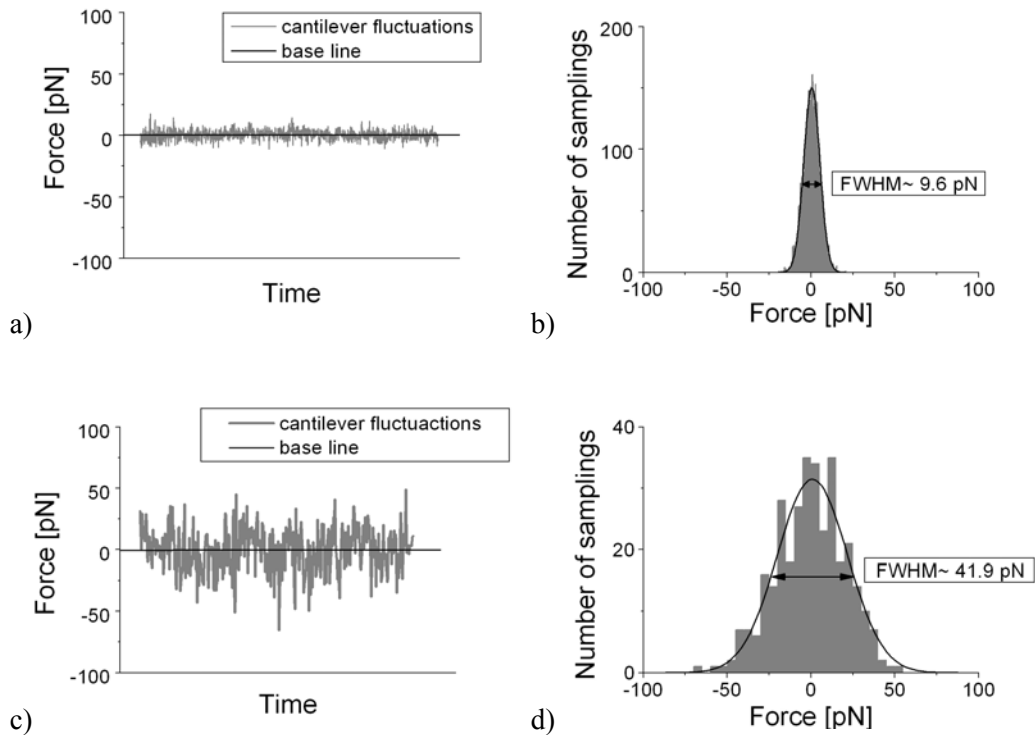 100
50
0
-50
-100
Force [pN]
Time
cantilever fluctuations
base line
a)
200
100
0
-100
-50
0
50
100
Number of samplings
Force [pN]
FWHM~ 9.6 pN
b)
100
50
0
-50
-100
Force [pN]
Time
cantilever fluctuactions
base line
c)
40
20
0
-100
-50
0
50
100
Number of samplings
Force [pN]
FWHM~ 41.9 pN
d)